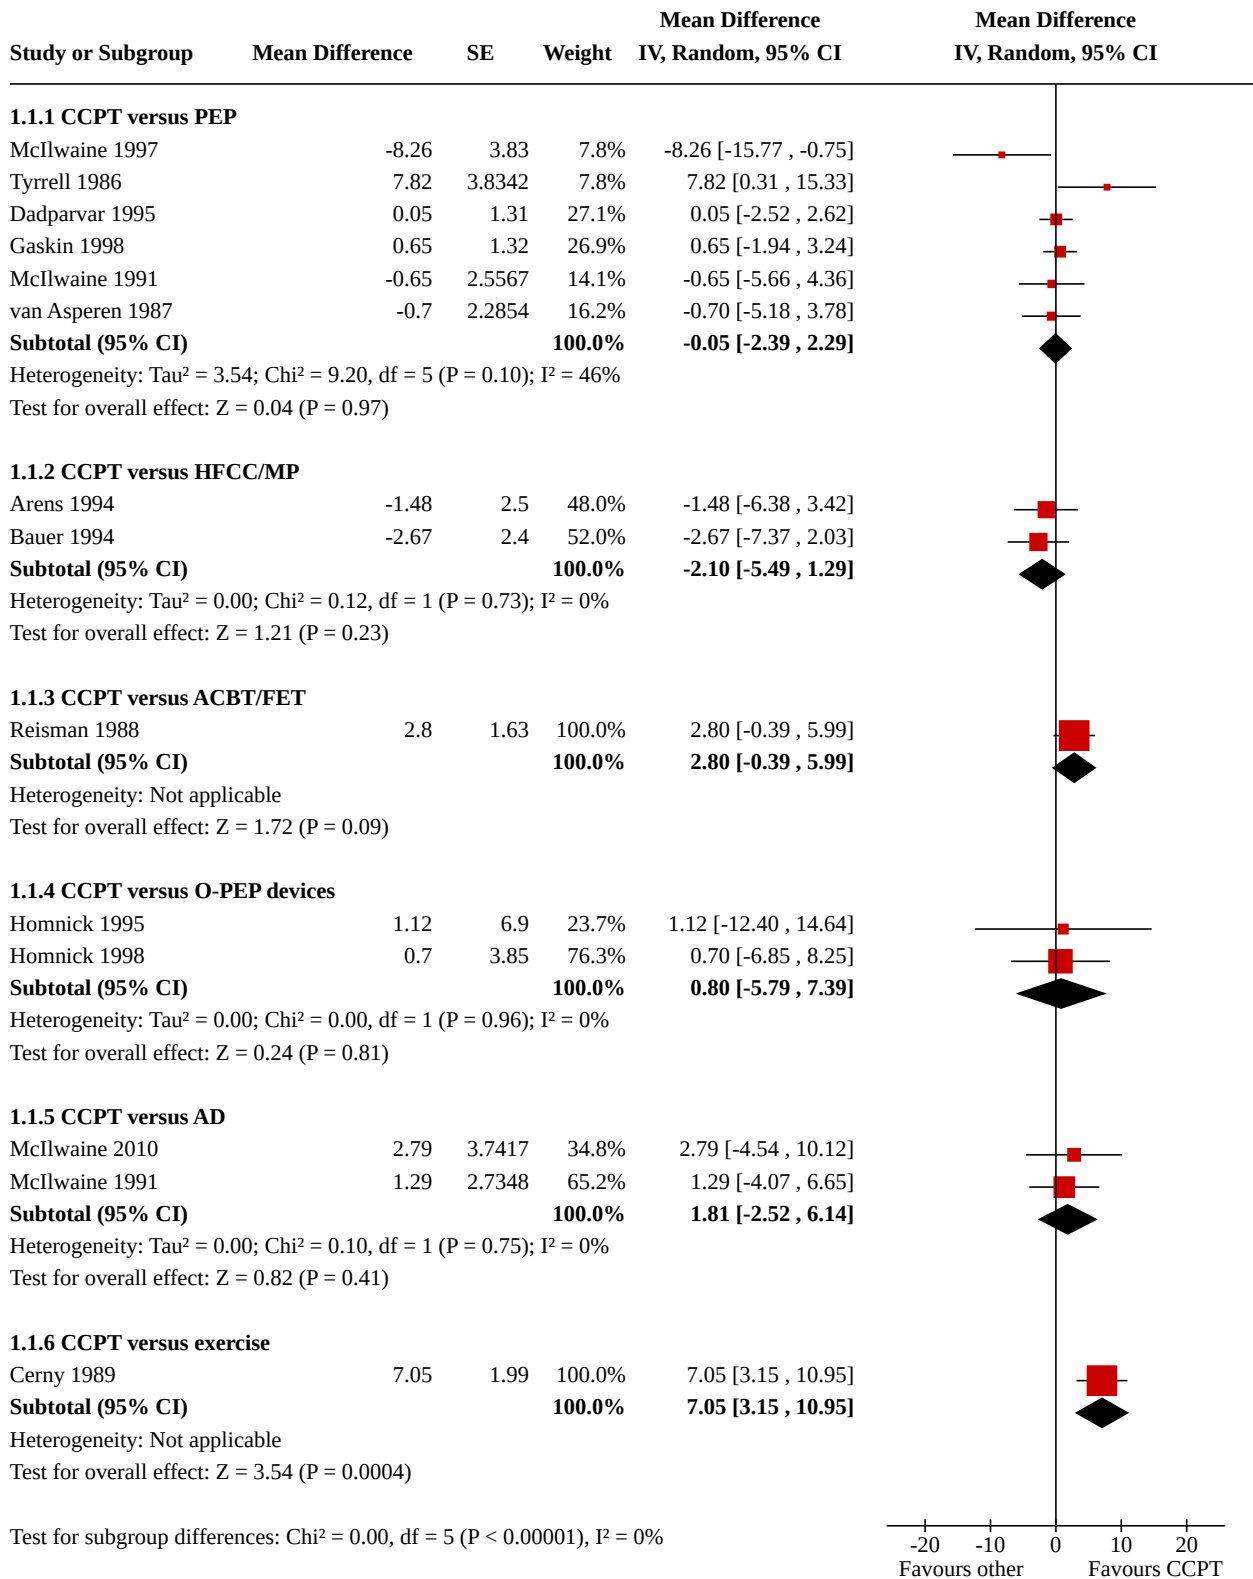 Mean Difference Mean Difference
Study or Subgroup Mean Difference SE Weight IV, Random, 95% CI IV, Random, 95% CI
1.1.1 CCPT versus PEP
McIlwaine 1997 -8.26 3.83 7.8% -8.26 [-15.77 , -0.75]
Tyrrell 1986 7.82 3.8342 7.8% 7.82 [0.31 , 15.33]
Dadparvar 1995 0.05 1.31 27.1% 0.05 [-2.52 , 2.62]
Gaskin 1998 0.65 1.32 26.9% 0.65 [-1.94 , 3.24]
McIlwaine 1991 -0.65 2.5567 14.1% -0.65 [-5.66 , 4.36]
van Asperen 1987 -0.7 2.2854 16.2% -0.70 [-5.18 , 3.78]
Subtotal (95% CI) 100.0% -0.05 [-2.39 , 2.29]
Heterogeneity: Tau² = 3.54; Chi² = 9.20, df = 5 (P = 0.10); I² = 46%
Test for overall effect: Z = 0.04 (P = 0.97)
1.1.2 CCPT versus HFCC/MP
Arens 1994 -1.48 2.5 48.0% -1.48 [-6.38 , 3.42]
Bauer 1994 -2.67 2.4 52.0% -2.67 [-7.37 , 2.03]
Subtotal (95% CI) 100.0% -2.10 [-5.49 , 1.29]
Heterogeneity: Tau² = 0.00; Chi² = 0.12, df = 1 (P = 0.73); I² = 0%
Test for overall effect: Z = 1.21 (P = 0.23)
1.1.3 CCPT versus ACBT/FET
Reisman 1988 2.8 1.63 100.0% 2.80 [-0.39 , 5.99]
Subtotal (95% CI) 100.0% 2.80 [-0.39 , 5.99]
Heterogeneity: Not applicable
Test for overall effect: Z = 1.72 (P = 0.09)
1.1.4 CCPT versus O-PEP devices
Homnick 1995 1.12 6.9 23.7% 1.12 [-12.40 , 14.64]
Homnick 1998 0.7 3.85 76.3% 0.70 [-6.85 , 8.25]
Subtotal (95% CI) 100.0% 0.80 [-5.79 , 7.39]
Heterogeneity: Tau² = 0.00; Chi² = 0.00, df = 1 (P = 0.96); I² = 0%
Test for overall effect: Z = 0.24 (P = 0.81)
1.1.5 CCPT versus AD
McIlwaine 2010 2.79 3.7417 34.8% 2.79 [-4.54 , 10.12]
McIlwaine 1991 1.29 2.7348 65.2% 1.29 [-4.07 , 6.65]
Subtotal (95% CI) 100.0% 1.81 [-2.52 , 6.14]
Heterogeneity: Tau² = 0.00; Chi² = 0.10, df = 1 (P = 0.75); I² = 0%
Test for overall effect: Z = 0.82 (P = 0.41)
1.1.6 CCPT versus exercise
Cerny 1989 7.05 1.99 100.0% 7.05 [3.15 , 10.95]
Subtotal (95% CI) 100.0% 7.05 [3.15 , 10.95]
Heterogeneity: Not applicable
Test for overall effect: Z = 3.54 (P = 0.0004)
Test for subgroup differences: Chi² = 0.00, df = 5 (P < 0.00001), I² = 0%
-20 -10 0 10 20
Favours other Favours CCPT